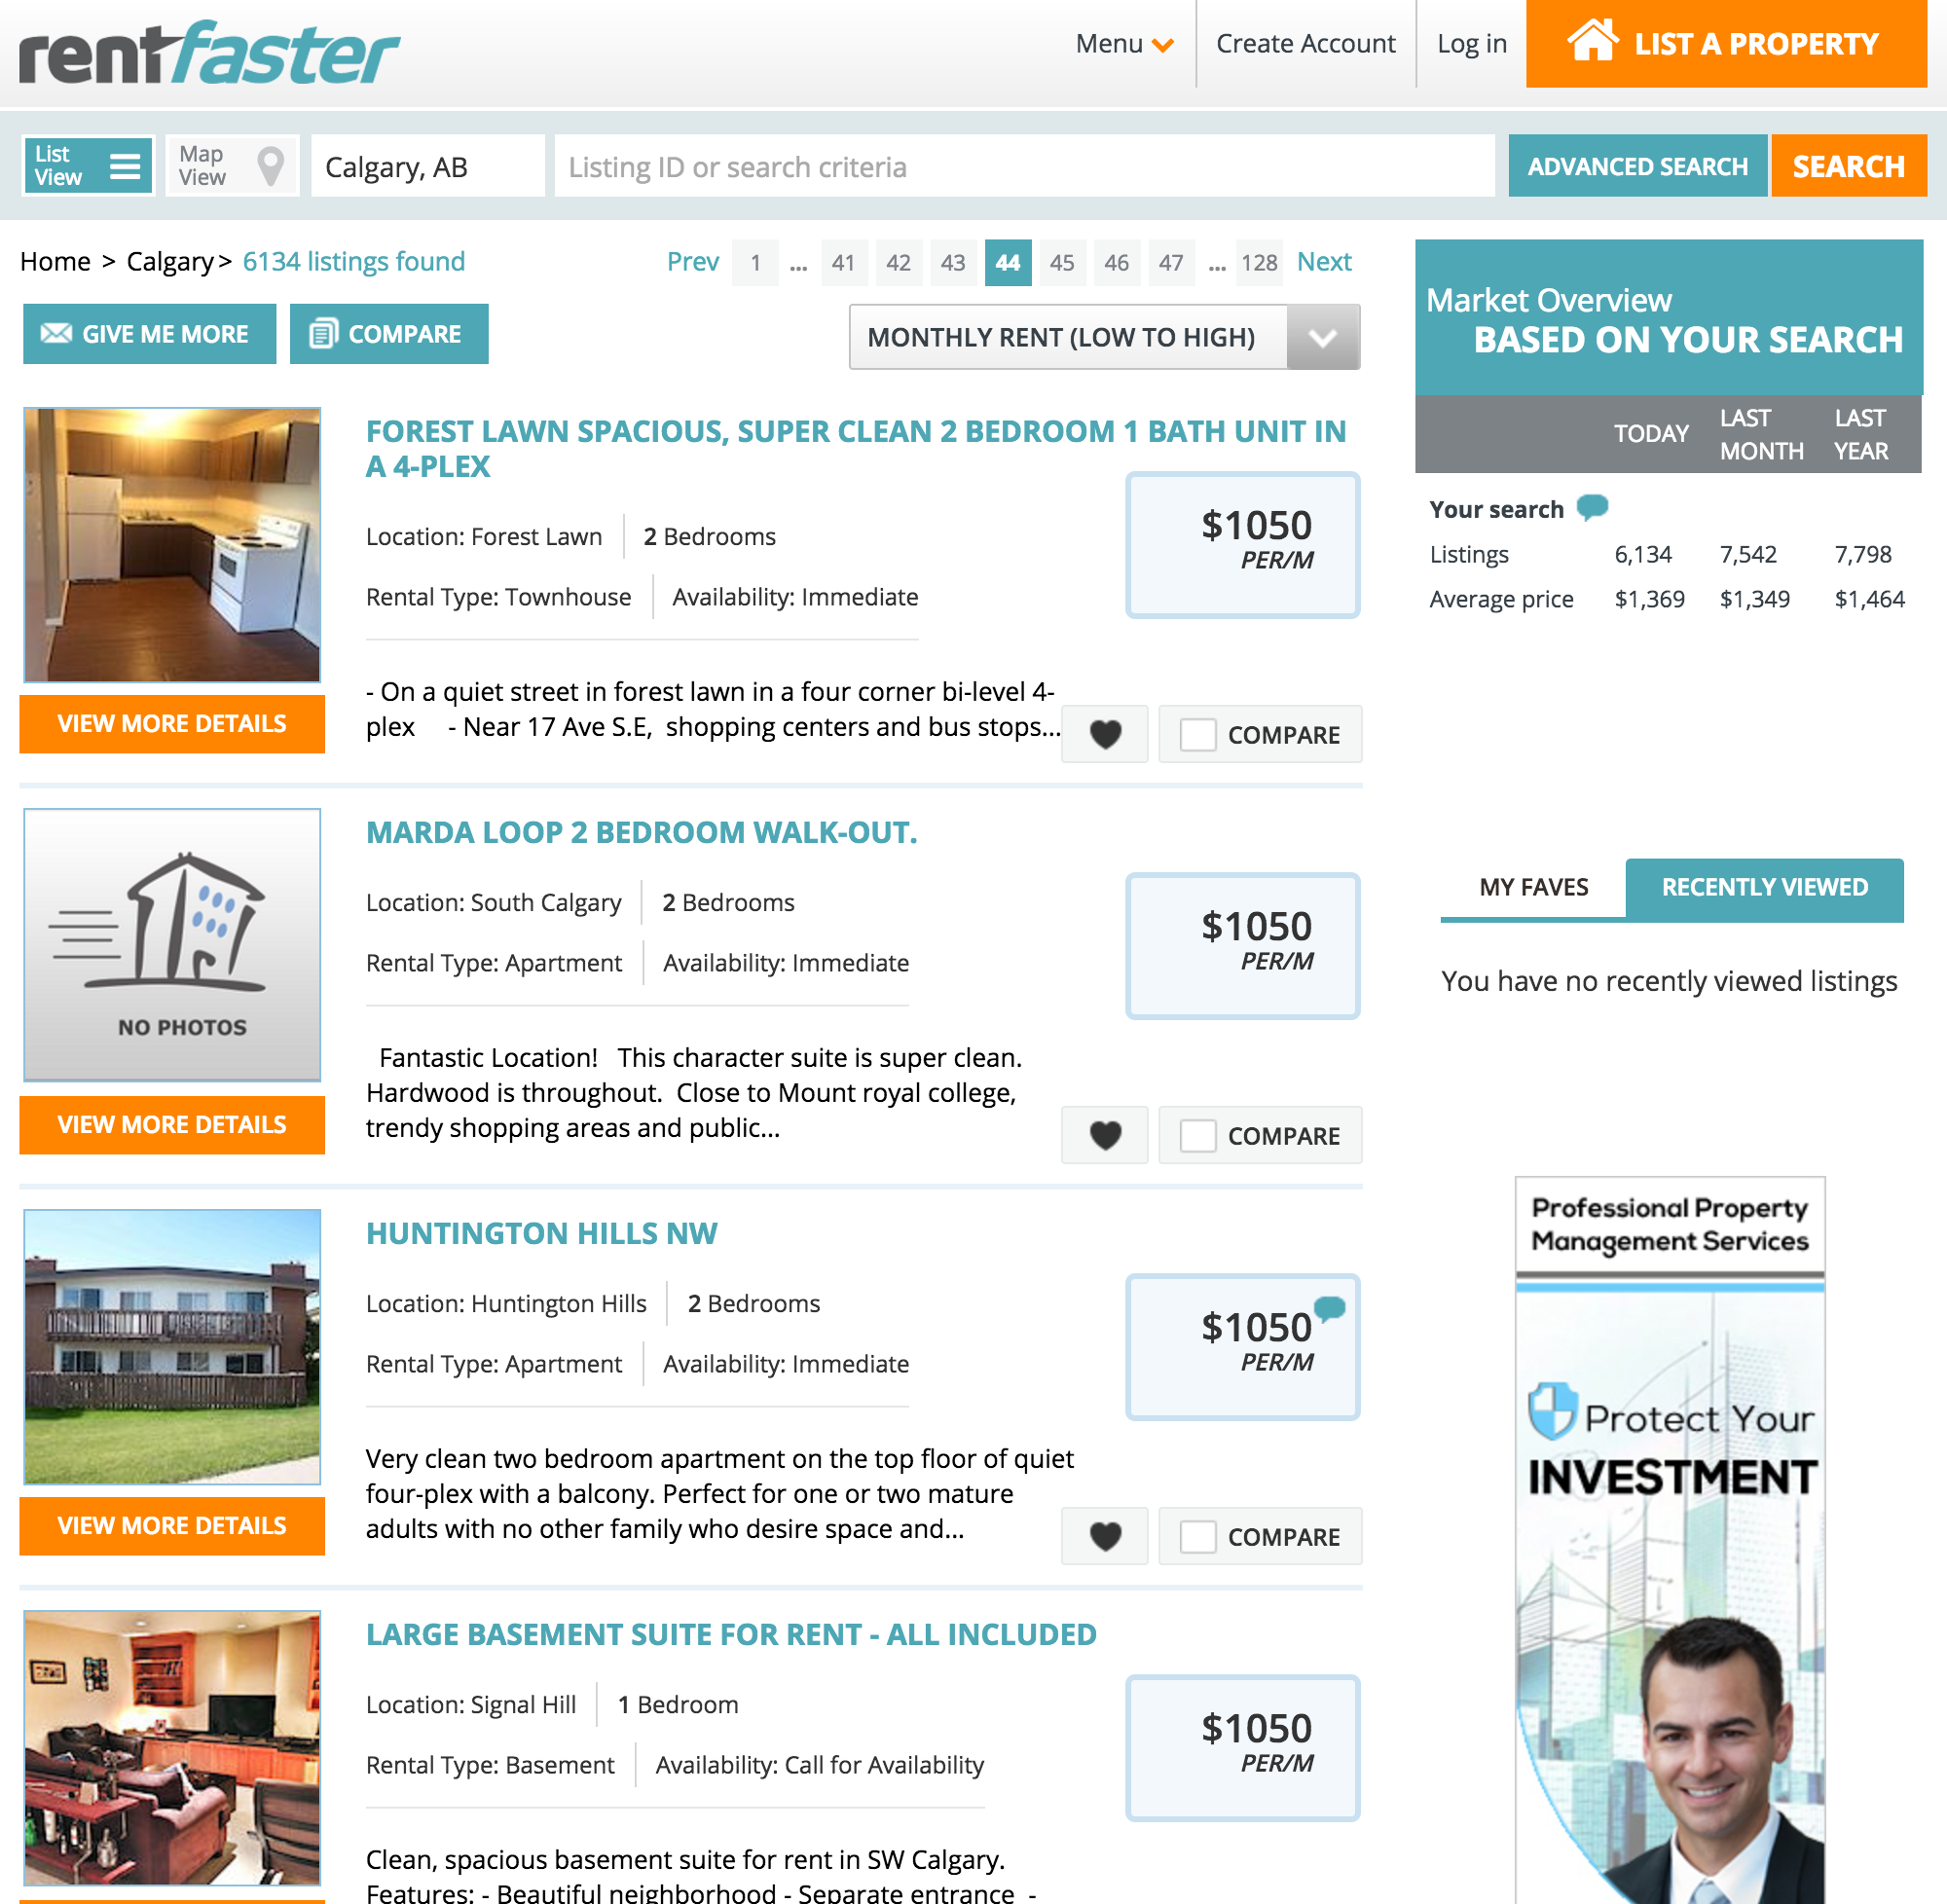 rentfaster
Menu
Create Account
Log in
LIST A PROPERTY
List
View
Map
View
Calgary, AB
Listing ID or search criteria
ADVANCED SEARCH
SEARCH
Home > Calgary > 6134 listings found
Prev 1 ... 41 42 43 44 45 46 47 ... 128 Next
GIVE ME MORE
COMPARE
MONTHLY RENT (LOW TO HIGH)
FOREST LAWN SPACIOUS, SUPER CLEAN 2 BEDROOM 1 BATH UNIT IN
A 4-PLEX
Location: Forest Lawn
2 Bedrooms
Rental Type: Townhouse
Availability: Immediate
$1050
PER/M
- On a quiet street in forest lawn in a four corner bi-level 4-
plex - Near 17 Ave S.E, shopping centers and bus stops...
VIEW MORE DETAILS
COMPARE
NO PHOTOS
MARDA LOOP 2 BEDROOM WALK-OUT.
Location: South Calgary
2 Bedrooms
Rental Type: Apartment
Availability: Immediate
$1050
PER/M
Fantastic Location! This character suite is super clean.
Hardwood is throughout. Close to Mount royal college,
trendy shopping areas and public...
VIEW MORE DETAILS
COMPARE
HUNTINGTON HILLS NW
Location: Huntington Hills
2 Bedrooms
Rental Type: Apartment
Availability: Immediate
$1050
PER/M
Very clean two bedroom apartment on the top floor of quiet
four-plex with a balcony. Perfect for one or two mature
adults with no other family who desire space and...
VIEW MORE DETAILS
COMPARE
LARGE BASEMENT SUITE FOR RENT - ALL INCLUDED
Location: Signal Hill
1 Bedroom
Rental Type: Basement
Availability: Call for Availability
$1050
PER/M
Clean, spacious basement suite for rent in SW Calgary.
Features: - Beautiful neighborhood - Separate entrance -
Market Overview
BASED ON YOUR SEARCH
TODAY
LAST
MONTH
LAST
YEAR
Your search
Listings 6,134 7,542 7,798
Average price $1,369 $1,349 $1,464
MY FAVES
RECENTLY VIEWED
You have no recently viewed listings
Professional Property
Management Services
Protect Your
INVESTMENT